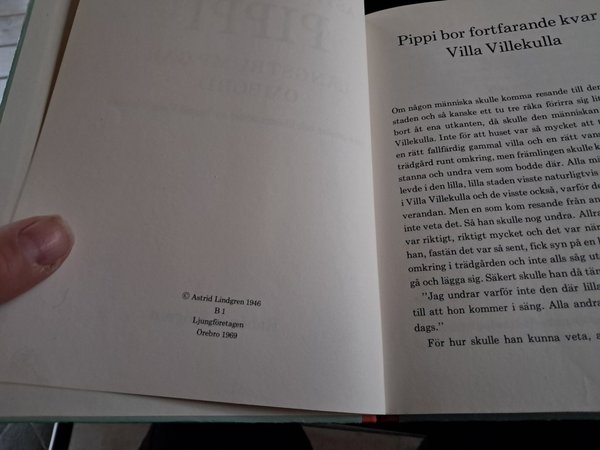 © Astrid Lindgren 1946
B 1
Ljungföretagen
Örebro 1969
Pippi bor fortfarande kvar
Villa Villekulla
Om någon människa skulle komma resande till den
staden och så kanske ett tu tre råka förirra sig
bort åt ena utkanten, då skulle den människan
Villekulla. Inte för att huset var så mycket att
en rätt fallfärdig gammal villa och en rätt
trädgård runt omkring, men främlingen skulle
stanna och undra vem som bodde där. Alla
levde i den lilla, lilla staden visste naturligtvis
i Villa Villekulla och de visste också, varför
verandan. Men en som kom resande från
inte veta det. Så han skulle nog undra.
var riktigt, riktigt mycket och det var
han, fastän det var så sent, fick syn på en
omkring i trädgården och inte alls såg
gå och lägga sig. Säkert skulle han då
"Jag undrar varför inte den där lilla
till att hon kommer i säng. Alla andra
dags."
För hur skulle han kunna veta,